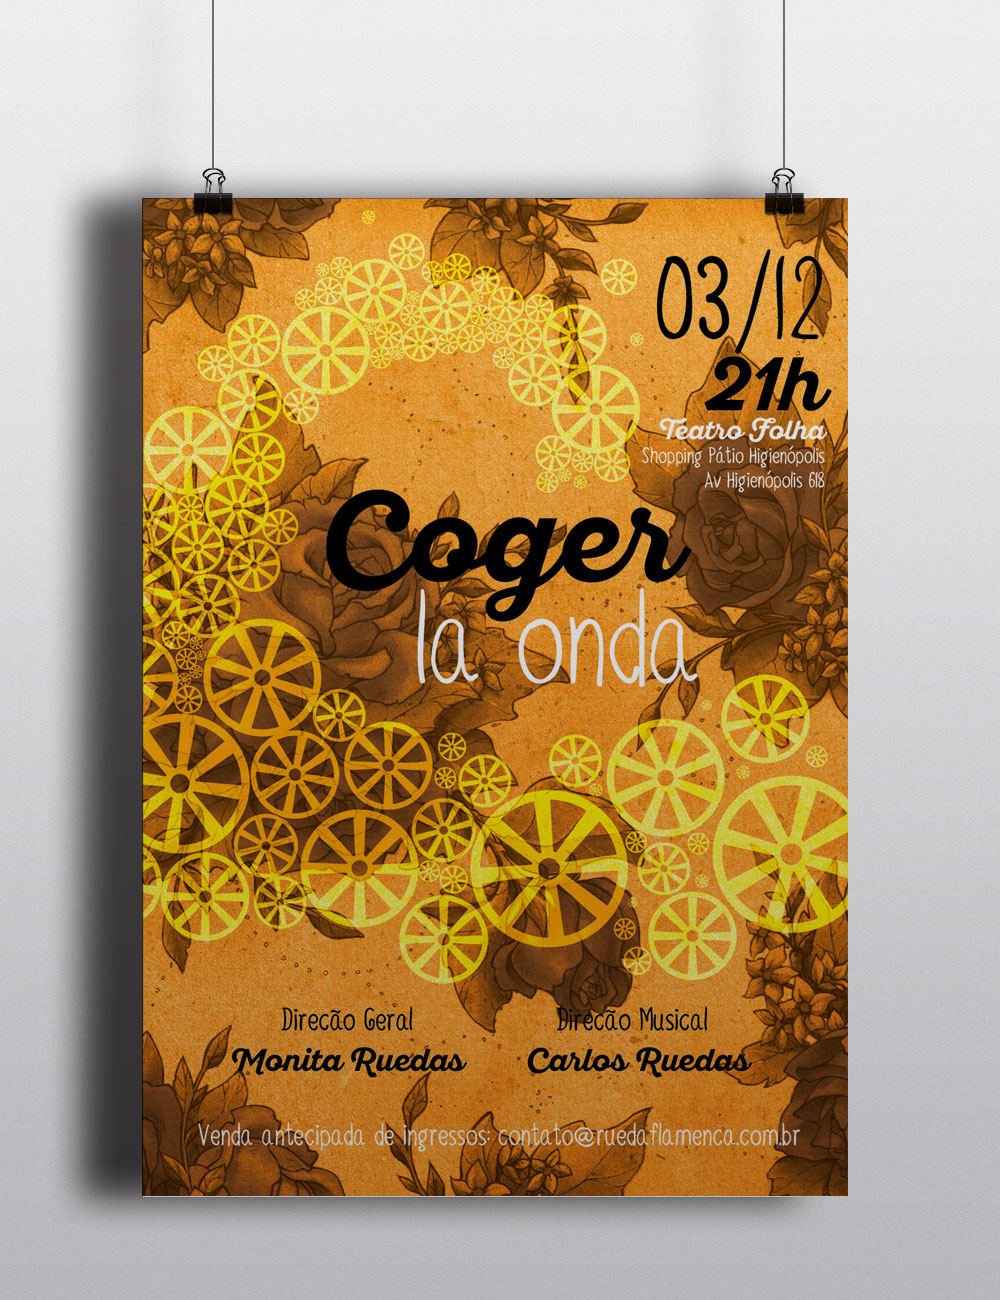 03/12
21h
Teatro Folha
Shopping Pátio Higienópolis
Av Higienópolis 618
Coger
la onda
Direcão Geral
Monita Ruedas
Direcão Musical
Carlos Ruedas
Venda antecipada de ingressos: contato@ruedaflamenca.com.br